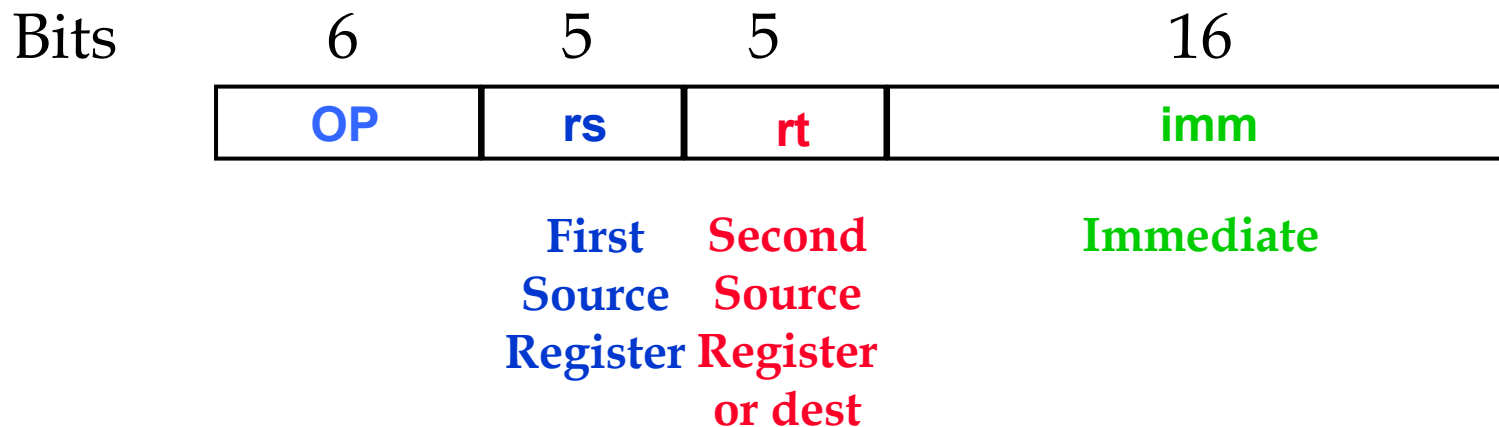 Bits 6 5 5 16
OP rs rt imm
First Second Immediate
Source Source
Register Register
or dest